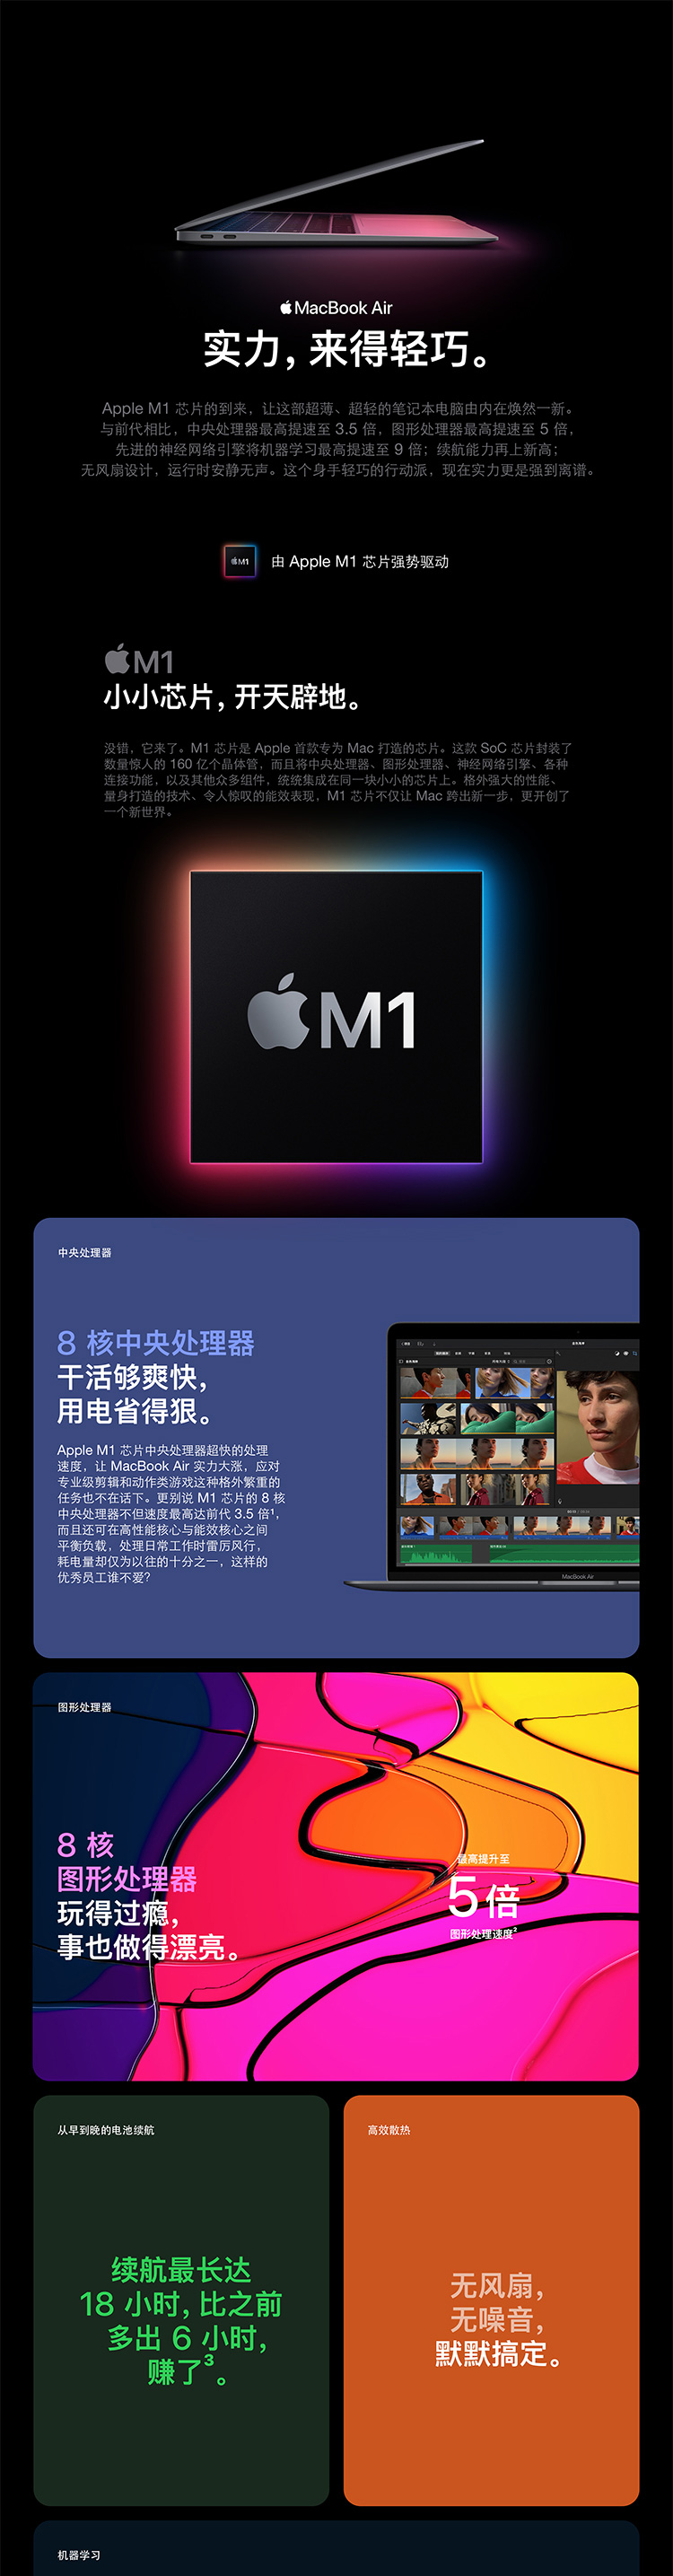 MacBook Air
实力，来得轻巧。
Apple M1 芯片的到来，让这部超薄、超轻的笔记本电脑由内在焕然一新。
与前代相比，中央处理器最高提速至 3.5 倍，图形处理器最高提速至 5 倍，
先进的神经网络引擎将机器学习最高提速至 9 倍；续航能力再上新高；
无风扇设计，运行时安静无声。这个身手轻巧的行动派，现在实力更是强到离谱。
M1
由 Apple M1 芯片强势驱动
M1
小小芯片，开天辟地。
没错，它来了。M1 芯片是 Apple 首款专为 Mac 打造的芯片。这款 SoC 芯片封装了
数量惊人的 160 亿个晶体管，而且将中央处理器、图形处理器、神经网络引擎、各种
连接功能，以及其他众多组件，统统集成在同一块小小的芯片上。格外强大的性能、
量身打造的技术、令人惊叹的能效表现，M1 芯片不仅让 Mac 跨出新一步，更开创了
一个新世界。
M1
中央处理器
8 核中央处理器
干活够爽快，
用电省得狠。
Apple M1 芯片中央处理器超快的处理
速度，让 MacBook Air 实力大涨，应对
专业级剪辑和动作类游戏这种格外繁重的
任务也不在话下。更别说 M1 芯片的 8 核
中央处理器不但速度最高达前代 3.5 倍¹，
而且还可在高性能核心与能效核心之间
平衡负载，处理日常工作时雷厉风行，
耗电量却仅为以往的十分之一，这样的
优秀员工谁不爱？
MacBook Air
图形处理器
8 核
图形处理器
玩得过瘾，
事也做得漂亮。
最高提升至
5 倍
图形处理速度²
从早到晚的电池续航
续航最长达
18 小时，比之前
多出 6 小时，
赚了³。
高效散热
无风扇，
无噪音，
默默搞定。
机器学习